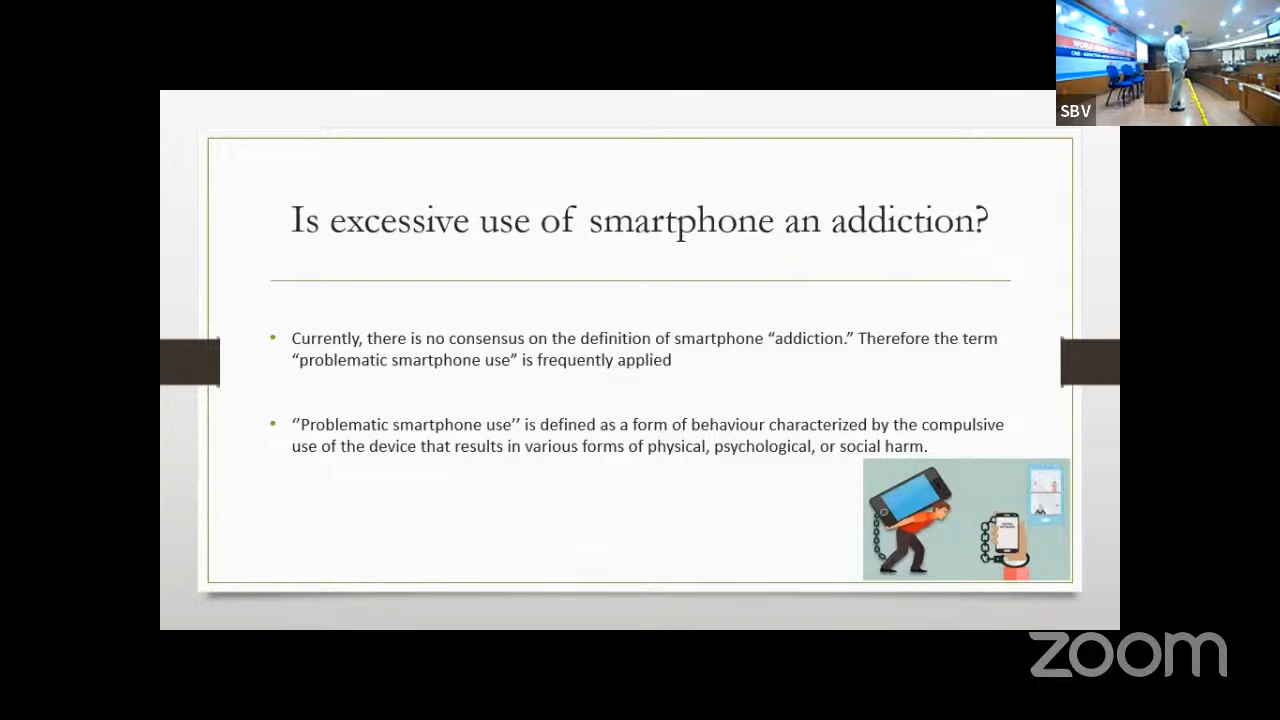 SBV
Is excessive use of smartphone an addiction?
• Currently, there is no consensus on the definition of smartphone “addiction.” Therefore the term
“problematic smartphone use” is frequently applied
• ‘’Problematic smartphone use’’ is defined as a form of behaviour characterized by the compulsive
use of the device that results in various forms of physical, psychological, or social harm.
zoom